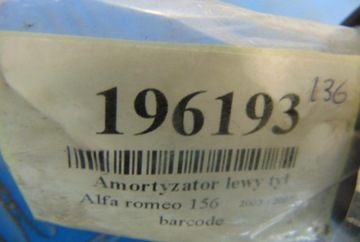 196193
136
Amortyzator lewy tył
Alfa romeo 156
barcode